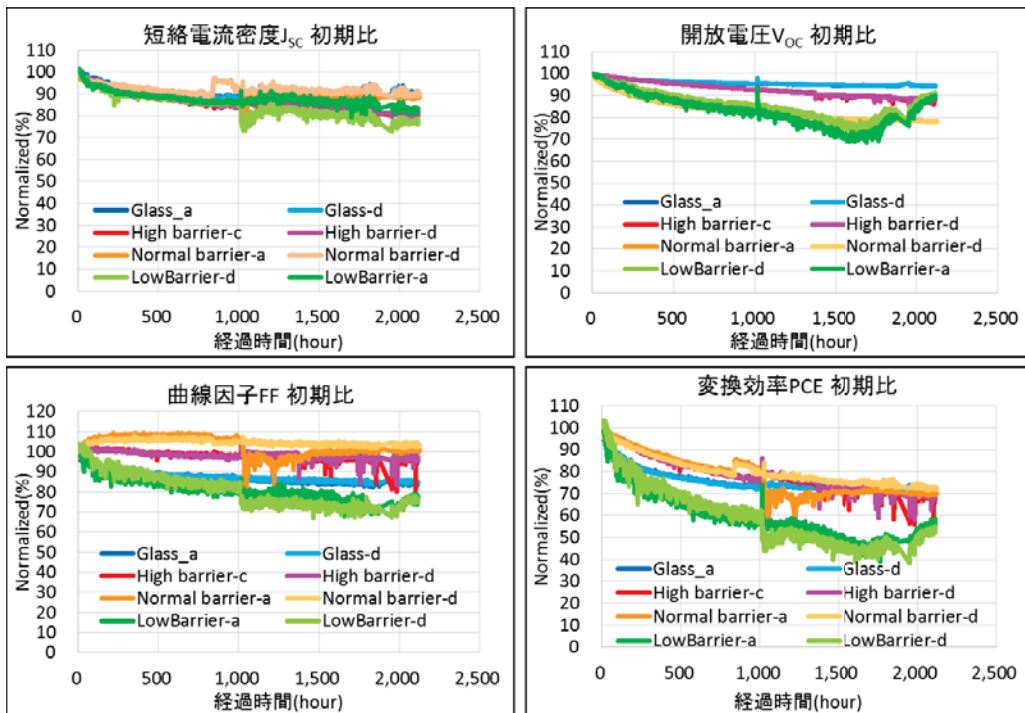 短絡電流密度JSC 初期比
Normalized(%)
110
100
90
80
70
60
50
40
30
20
10
0
Glass_a Glass-d
High barrier-c High barrier-d
Normal barrier-a Normal barrier-d
LowBarrier-d LowBarrier-a
0 500 1,000 1,500 2,000 2,500
経過時間(hour)
開放電圧VOC 初期比
Normalized(%)
110
100
90
80
70
60
50
40
30
20
10
0
Glass_a Glass-d
High barrier-c High barrier-d
Normal barrier-a Normal barrier-d
LowBarrier-d LowBarrier-a
0 500 1,000 1,500 2,000 2,500
経過時間(hour)
曲線因子FF 初期比
Normalized(%)
120
110
100
90
80
70
60
50
40
30
20
10
0
Glass_a Glass-d
High barrier-c High barrier-d
Normal barrier-a Normal barrier-d
LowBarrier-a LowBarrier-d
0 500 1,000 1,500 2,000 2,500
経過時間(hour)
変換効率PCE 初期比
Normalized(%)
110
100
90
80
70
60
50
40
30
20
10
0
Glass_a Glass-d
High barrier-c High barrier-d
Normal barrier-a Normal barrier-d
LowBarrier-a LowBarrier-d
0 500 1,000 1,500 2,000 2,500
経過時間(hour)